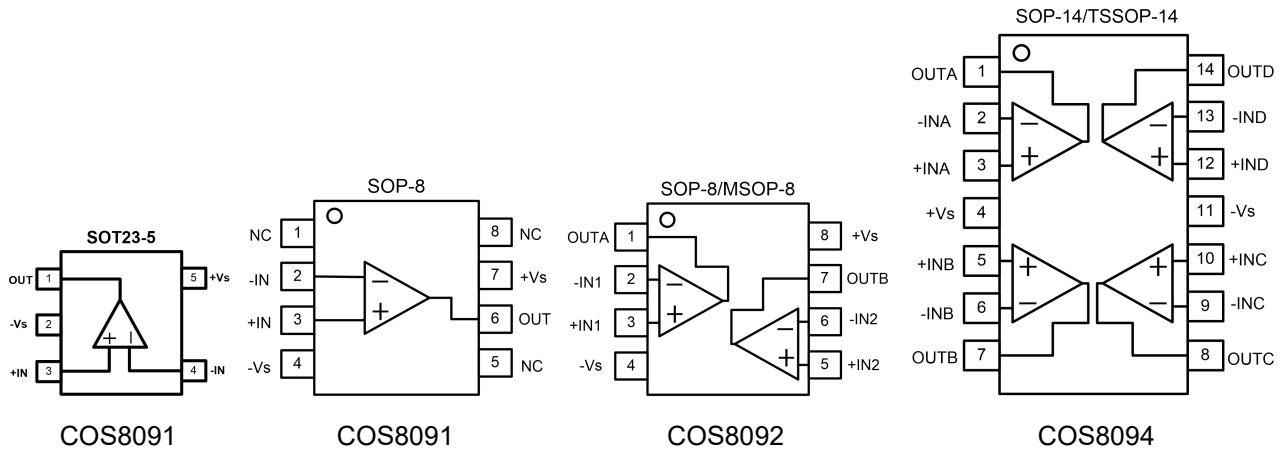 SOT23-5
OUT 1
5 +Vs
-Vs 2
+IN 3
4 -IN
+ −
COS8091
SOP-8
NC 1
8 NC
-IN 2
7 +Vs
+IN 3
6 OUT
-Vs 4
5 NC
−
+
COS8091
SOP-8/MSOP-8
OUTA 1
8 +Vs
-IN1 2
7 OUTB
+IN1 3
6 -IN2
-Vs 4
5 +IN2
−
+
−
+
COS8092
SOP-14/TSSOP-14
OUTA 1
14 OUTD
-INA 2
13 -IND
+INA 3
12 +IND
+Vs 4
11 -Vs
+INB 5
10 +INC
-INB 6
9 -INC
OUTB 7
8 OUTC
− −
+ +
+ +
− −
COS8094